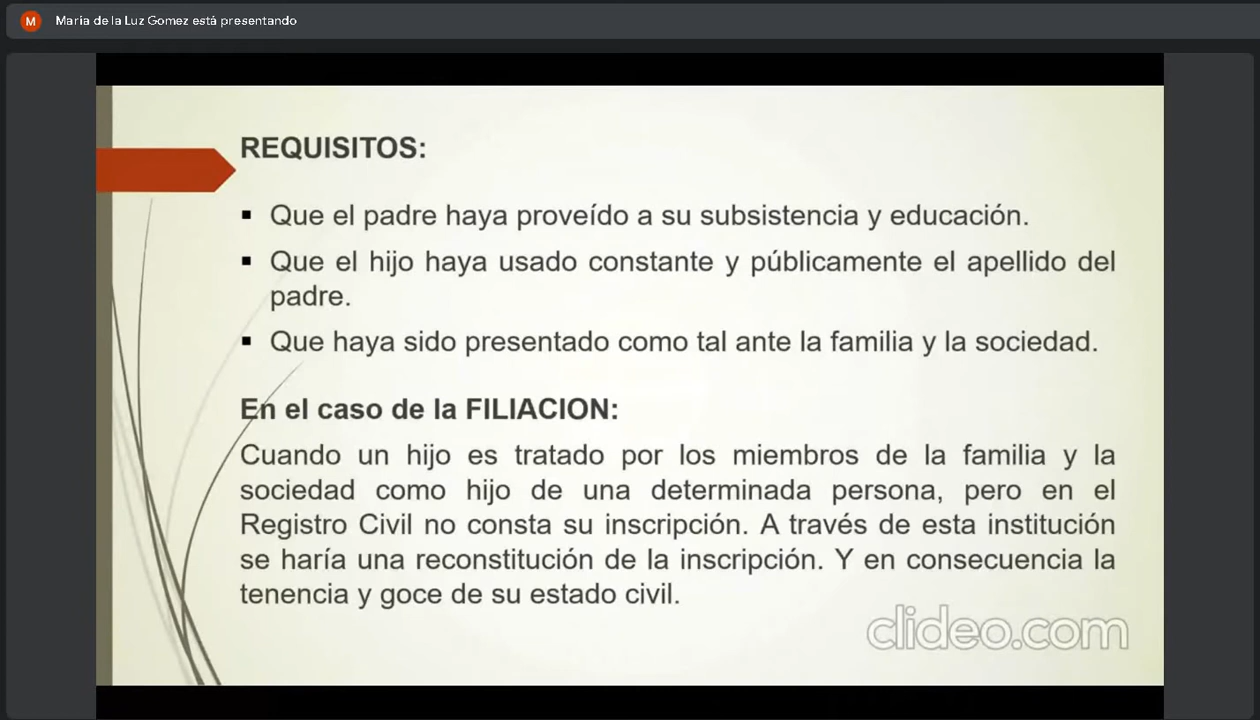 M
Maria de la Luz Gomez está presentando
REQUISITOS:
▪ Que el padre haya proveído a su subsistencia y educación.
▪ Que el hijo haya usado constante y públicamente el apellido del
padre.
▪ Que haya sido presentado como tal ante la familia y la sociedad.
En el caso de la FILIACION:
Cuando un hijo es tratado por los miembros de la familia y la
sociedad como hijo de una determinada persona, pero en el
Registro Civil no consta su inscripción. A través de esta institución
se haría una reconstitución de la inscripción. Y en consecuencia la
tenencia y goce de su estado civil.
clideo.com